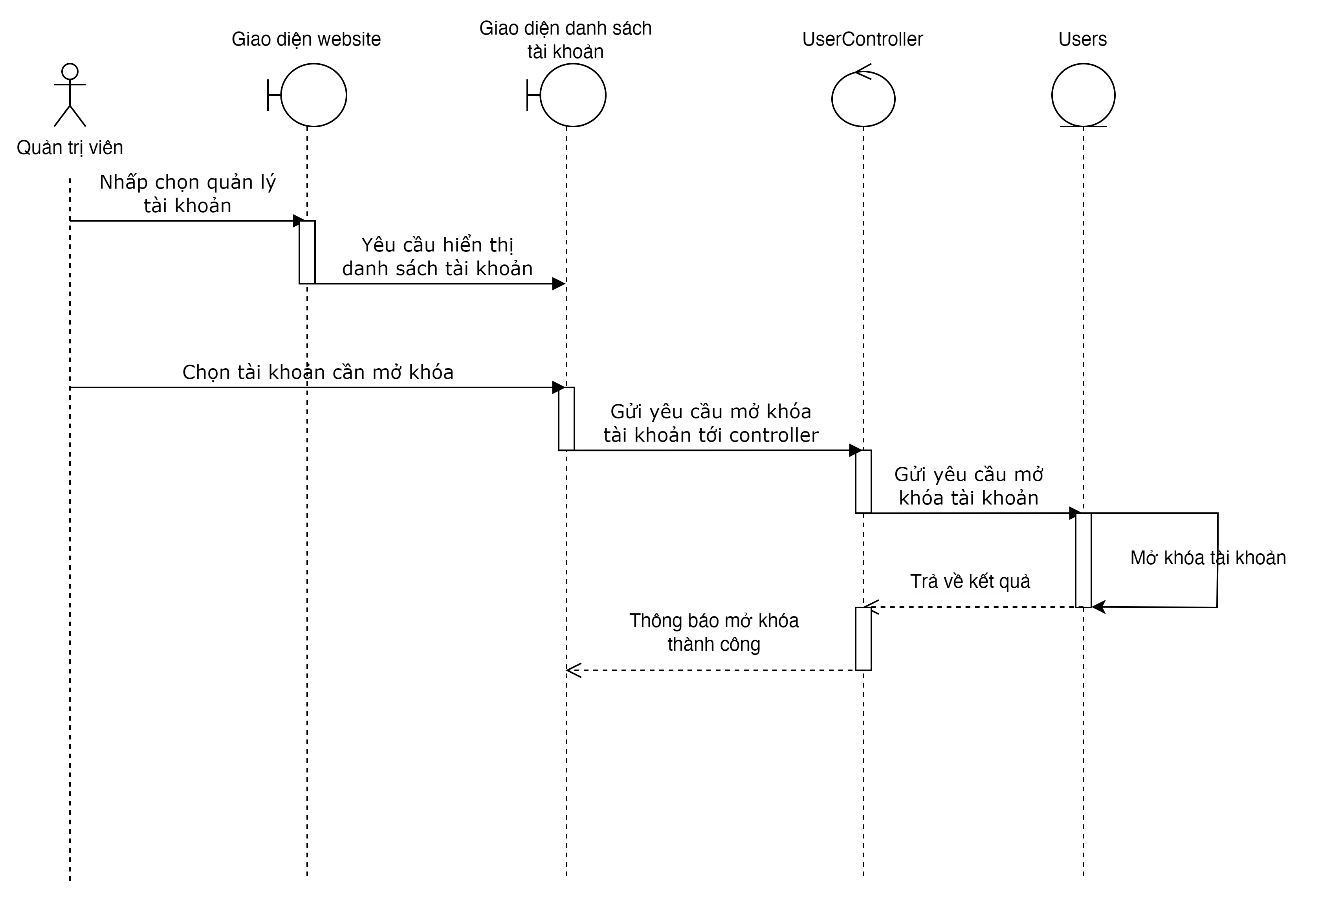 Giao diện website
Giao diện danh sách
tài khoản
UserController
Users
Quản trị viên
Nhấp chọn quản lý
tài khoản
Yêu cầu hiển thị
danh sách tài khoản
Chọn tài khoản cần mở khóa
Gửi yêu cầu mở khóa
tài khoản tới controller
Gửi yêu cầu mở
khóa tài khoản
Mở khóa tài khoản
Trả về kết quả
Thông báo mở khóa
thành công